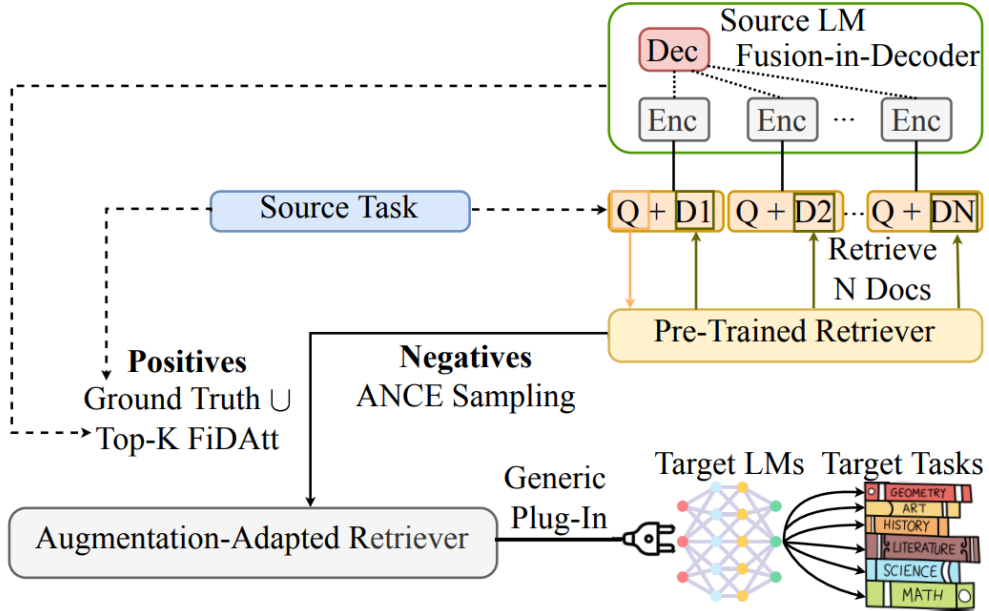 Source LM
Dec
Fusion-in-Decoder
Enc
Enc
...
Enc
Source Task
Q + D1
Q + D2
...
Q + DN
Retrieve
N Docs
Pre-Trained Retriever
Positives
Ground Truth ∪
Top-K FiDAtt
Negatives
ANCE Sampling
Augmentation-Adapted Retriever
Generic
Plug-In
Target LMs
Target Tasks
GEOMETRY
ART
HISTORY
LITERATURE
SCIENCE
MATH